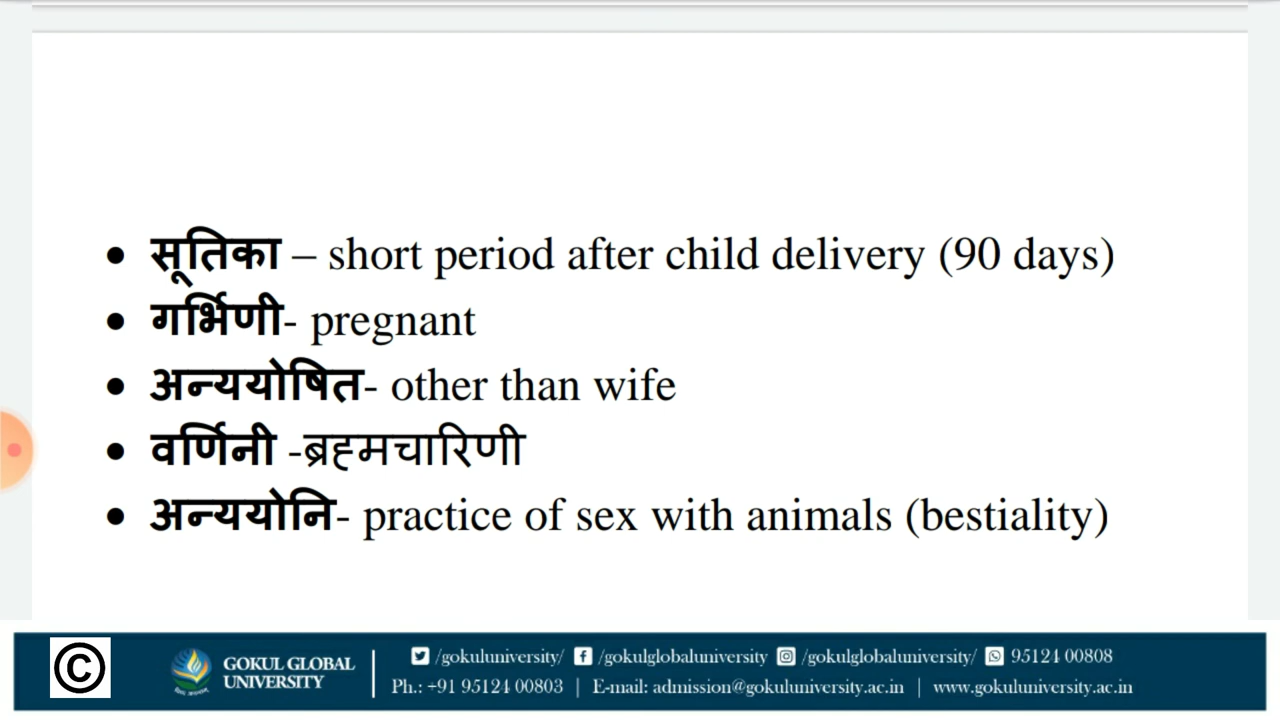 • सूतिका – short period after child delivery (90 days)
• गर्भिणी- pregnant
• अन्ययोषित- other than wife
• वर्णिनी -ब्रह्मचारिणी
• अन्ययोनि- practice of sex with animals (bestiality)
© GOKUL GLOBAL UNIVERSITY
/gokuluniversity/ /gokulglobaluniversity /gokulglobaluniversity/ 95124 00808
Ph.: +91 95124 00803 | E-mail: admission@gokuluniversity.ac.in | www.gokuluniversity.ac.in